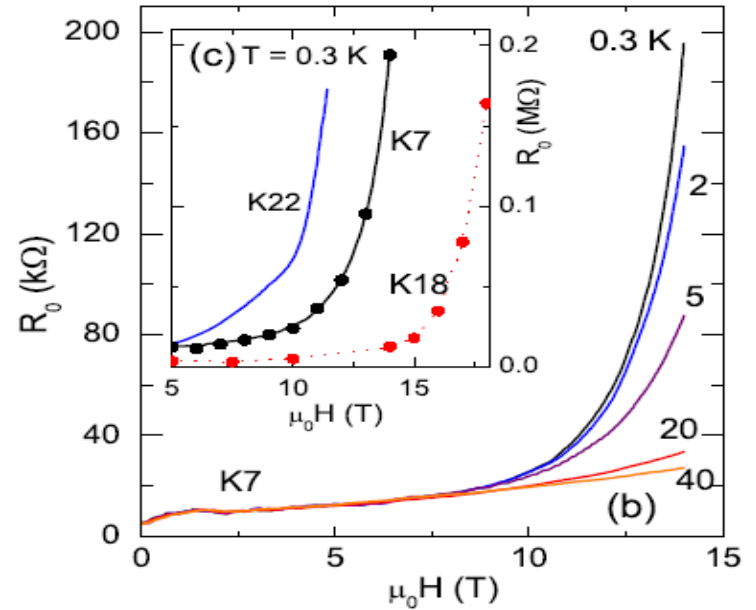 R₀ (kΩ)
200
160
120
80
40
0
0
5
10
15
μ₀H (T)
K7
(b)
0.3 K
2
5
20
40
(c) T = 0.3 K
K22
K7
K18
5
10
15
μ₀H (T)
0.2
0.1
0.0
R₀ (MΩ)